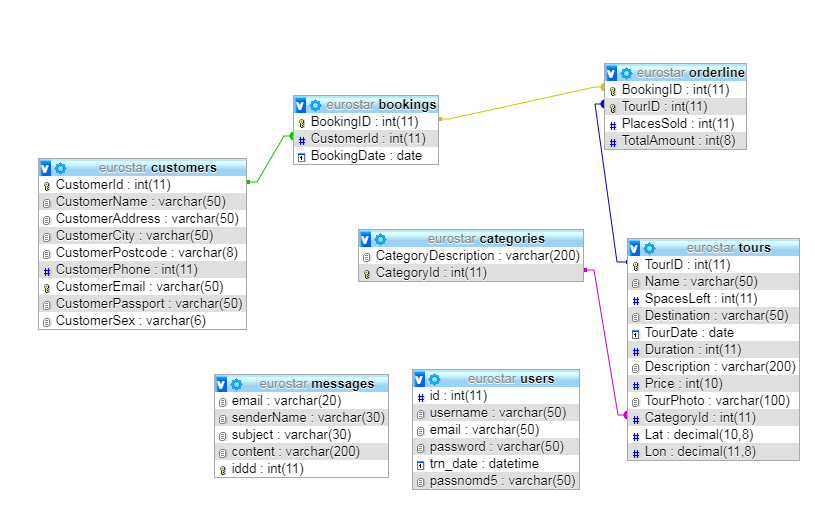 eurostar orderline
BookingID : int(11)
TourID : int(11)
PlacesSold : int(11)
TotalAmount : int(8)
eurostar bookings
BookingID : int(11)
CustomerId : int(11)
BookingDate : date
eurostar customers
CustomerId : int(11)
CustomerName : varchar(50)
CustomerAddress : varchar(50)
CustomerCity : varchar(50)
CustomerPostcode : varchar(8)
CustomerPhone : int(11)
CustomerEmail : varchar(50)
CustomerPassport : varchar(50)
CustomerSex : varchar(6)
eurostar categories
CategoryDescription : varchar(200)
CategoryId : int(11)
eurostar tours
TourID : int(11)
Name : varchar(50)
SpacesLeft : int(11)
Destination : varchar(50)
TourDate : date
Duration : int(11)
Description : varchar(200)
Price : int(10)
TourPhoto : varchar(100)
CategoryId : int(11)
Lat : decimal(10,8)
Lon : decimal(11,8)
eurostar messages
email : varchar(20)
senderName : varchar(30)
subject : varchar(30)
content : varchar(200)
iddd : int(11)
eurostar users
id : int(11)
username : varchar(50)
email : varchar(50)
password : varchar(50)
trn_date : datetime
passnomd5 : varchar(50)